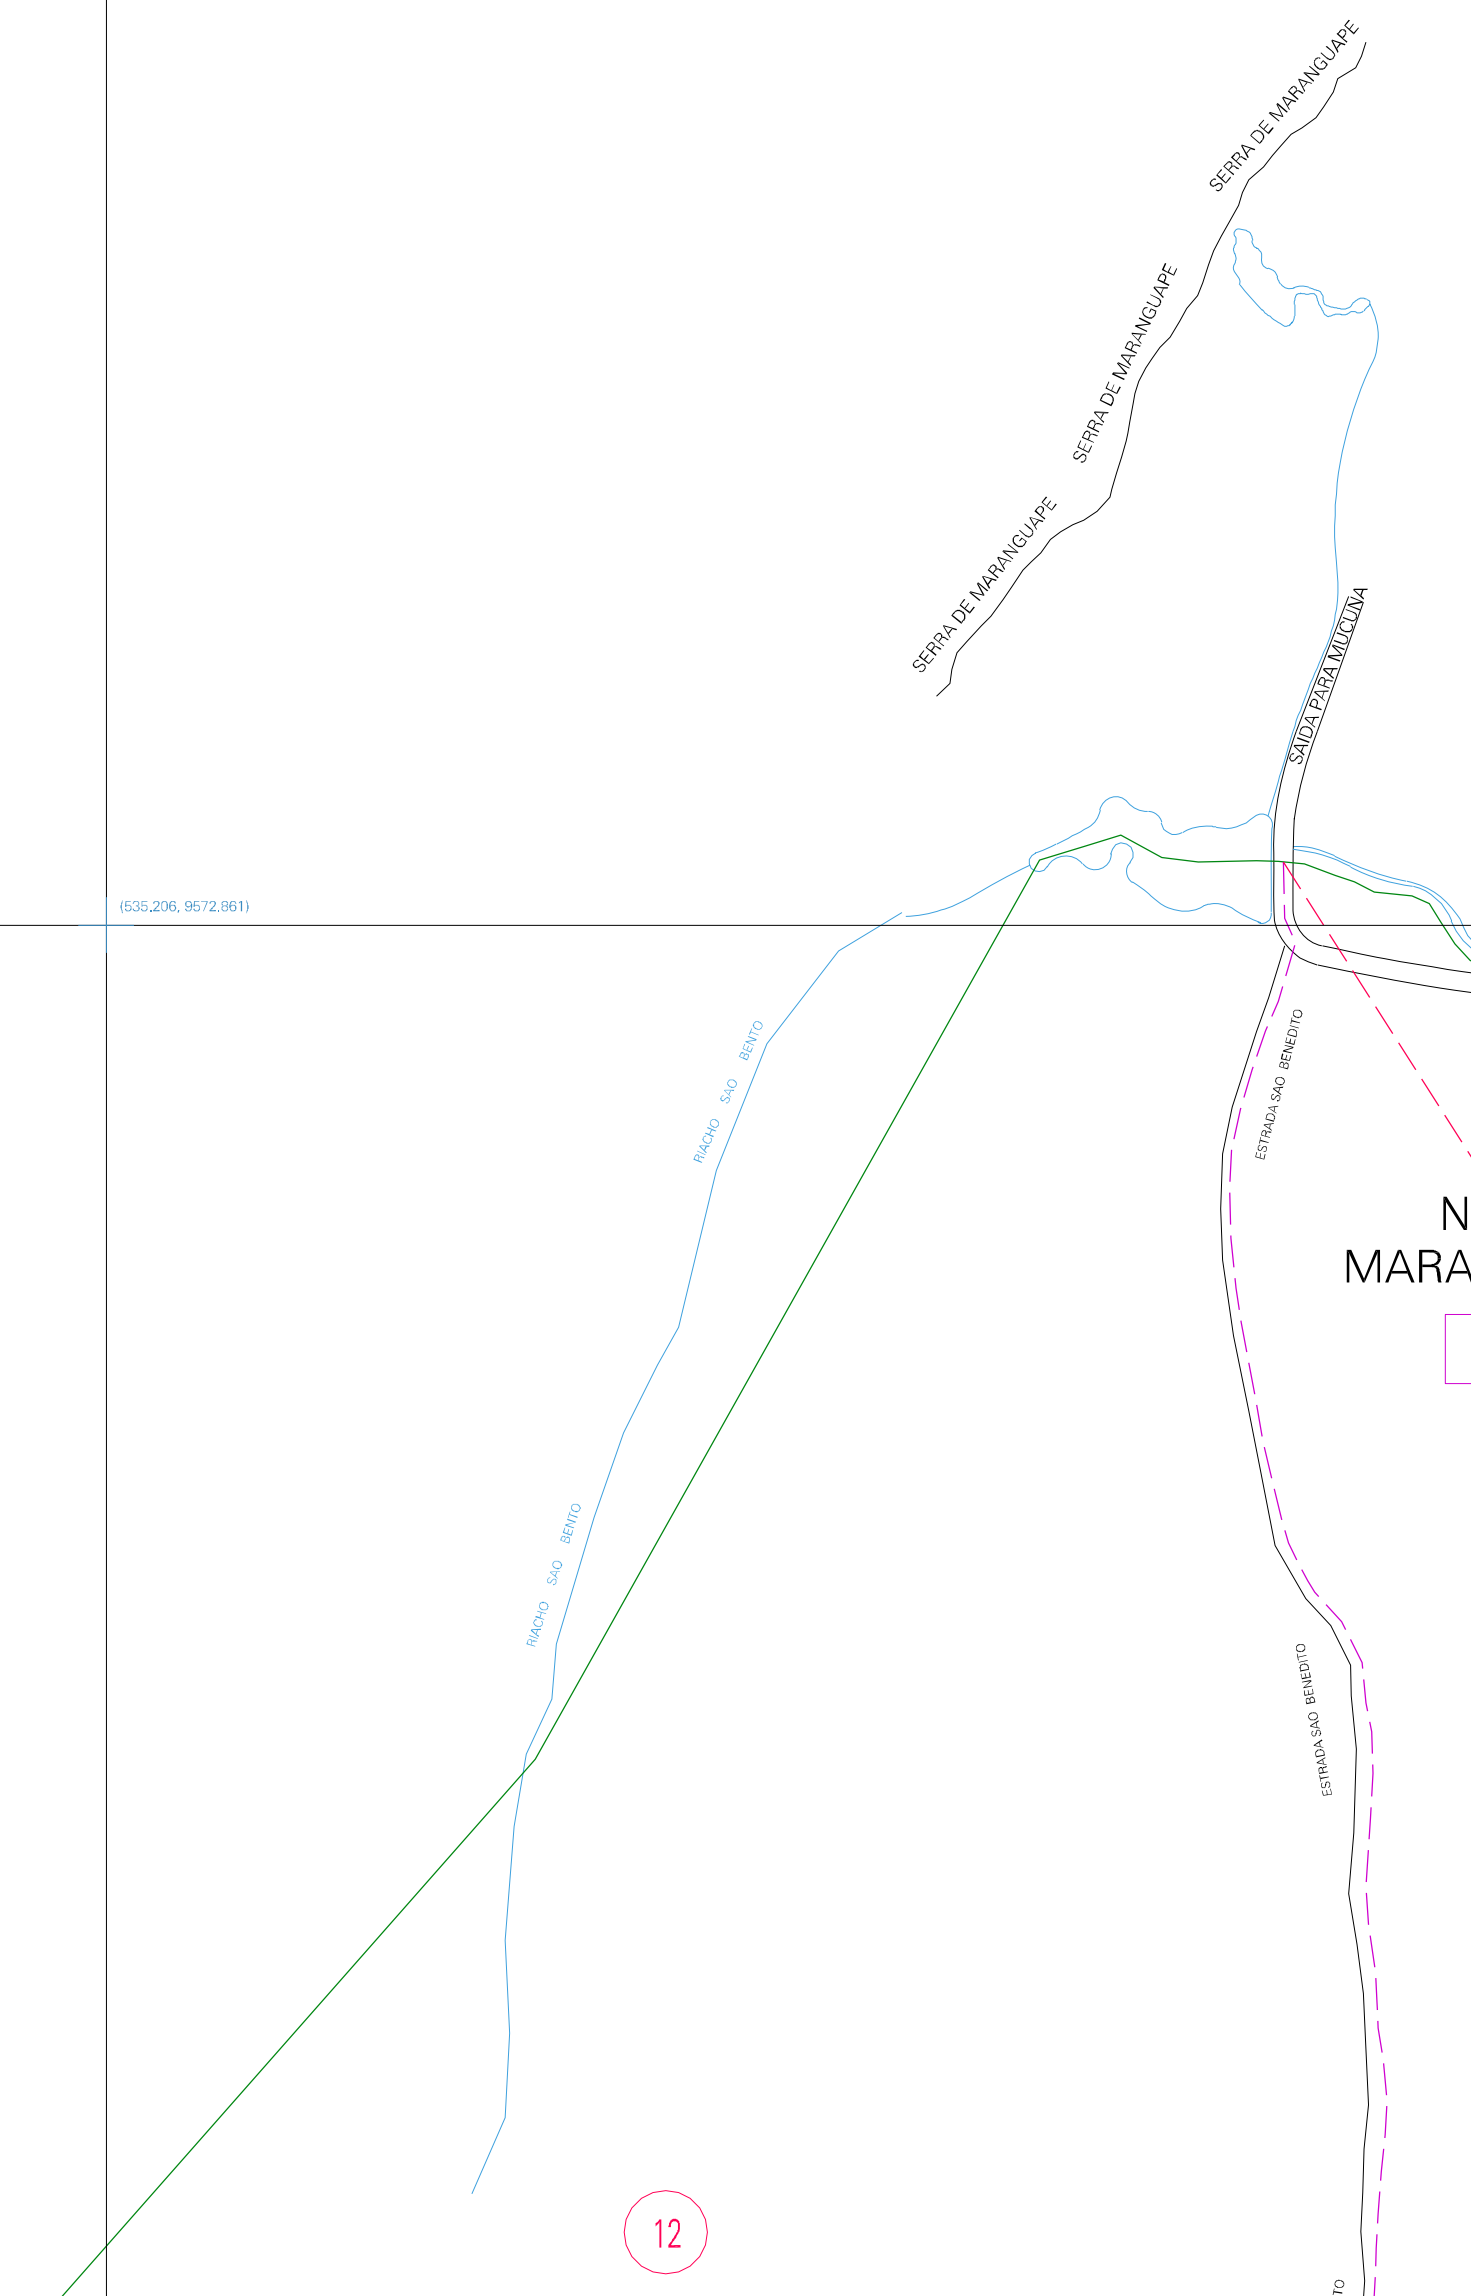 SERRA DE MARANGUAPE
SERRA DE MARANGUAPE
SERRA DE MARANGUAPE
SAIDA PARA MUCUNA
(535.206, 9572.861)
RIACHO SAO BENTO
ESTRADA SAO BENEDITO
N
MARA
RIACHO SAO BENTO
ESTRADA SAO BENEDITO
12
TO